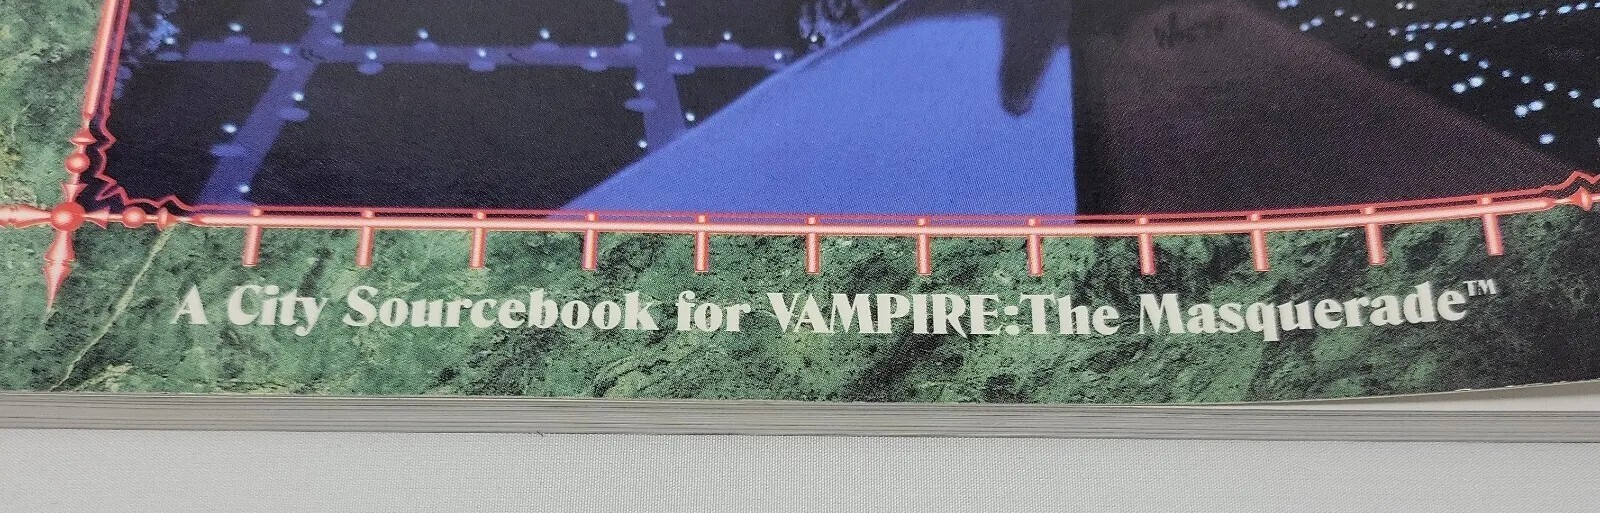 A City Sourcebook for VAMPIRE:The Masquerade™